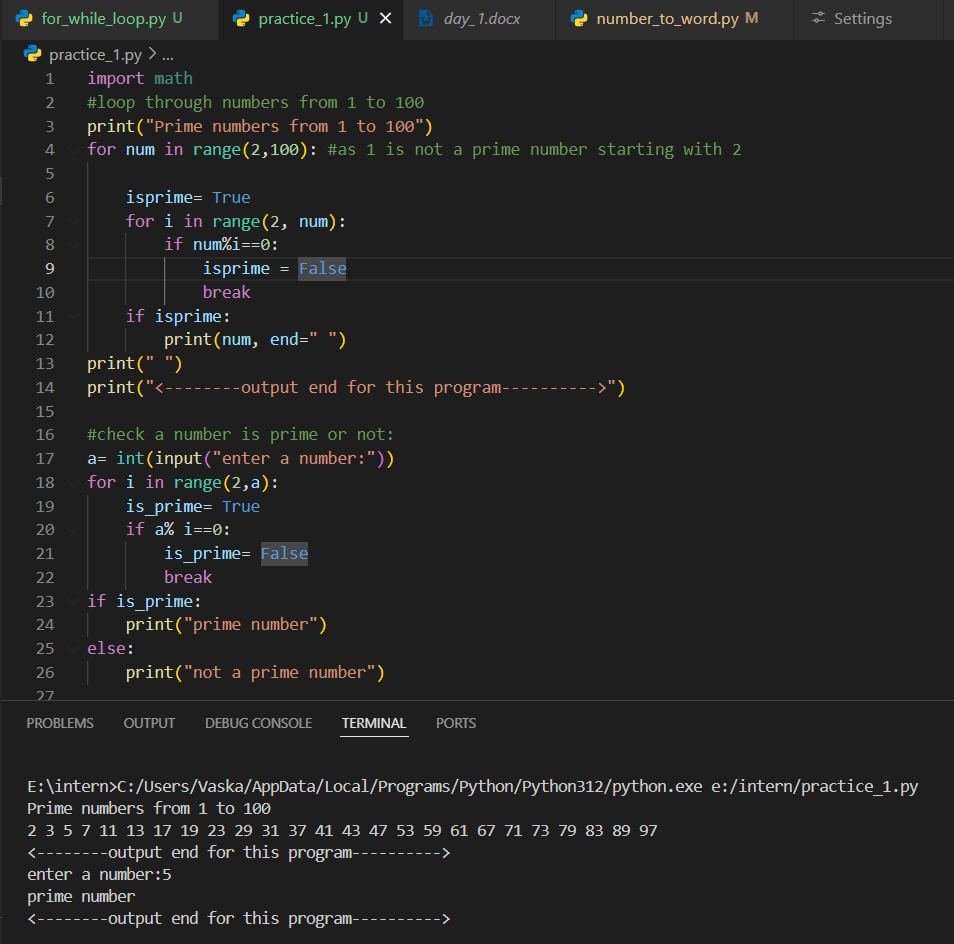 for_while_loop.py U practice_1.py U × day_1.docx number_to_word.py M Settings
practice_1.py > ...
1 import math
2 #loop through numbers from 1 to 100
3 print("Prime numbers from 1 to 100")
4 for num in range(2,100): #as 1 is not a prime number starting with 2
5
6     isprime= True
7     for i in range(2, num):
8         if num%i==0:
9             isprime = False
10             break
11     if isprime:
12         print(num, end=" ")
13 print(" ")
14 print("<--------output end for this program---------->")
15
16 #check a number is prime or not:
17 a= int(input("enter a number:"))
18 for i in range(2,a):
19     is_prime= True
20     if a% i==0:
21         is_prime= False
22         break
23 if is_prime:
24     print("prime number")
25 else:
26     print("not a prime number")
27
PROBLEMS OUTPUT DEBUG CONSOLE TERMINAL PORTS
E:\intern>C:/Users/Vaska/AppData/Local/Programs/Python/Python312/python.exe e:/intern/practice_1.py
Prime numbers from 1 to 100
2 3 5 7 11 13 17 19 23 29 31 37 41 43 47 53 59 61 67 71 73 79 83 89 97
<--------output end for this program---------->
enter a number:5
prime number
<--------output end for this program---------->